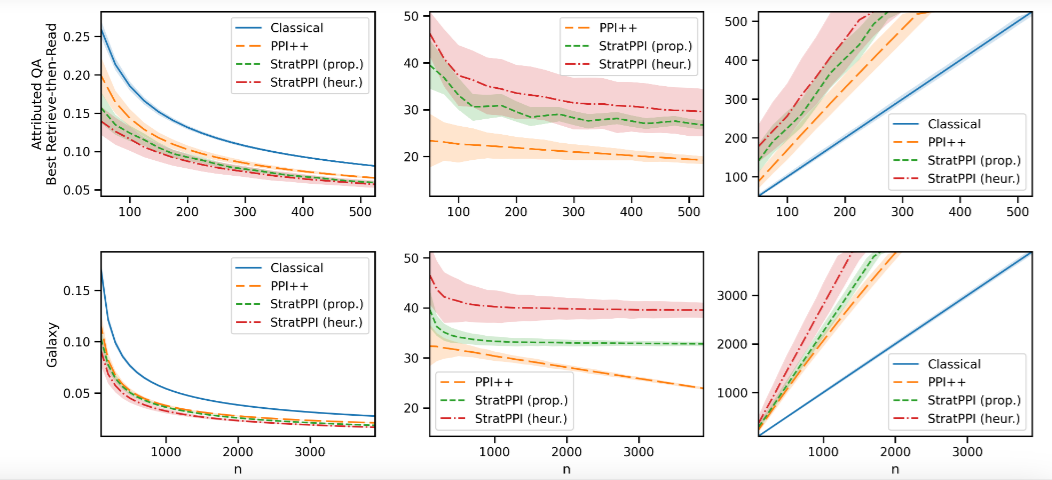 Attributed QA
Best Retrieve-then-Read
0.25
0.20
0.15
0.10
0.05
100
200
300
400
500
Classical
PPI++
StratPPI (prop.)
StratPPI (heur.)
50
40
30
20
100
200
300
400
500
PPI++
StratPPI (prop.)
StratPPI (heur.)
500
400
300
200
100
100
200
300
400
500
Classical
PPI++
StratPPI (prop.)
StratPPI (heur.)
Galaxy
0.15
0.10
0.05
1000
2000
3000
n
Classical
PPI++
StratPPI (prop.)
StratPPI (heur.)
50
40
30
20
1000
2000
3000
n
PPI++
StratPPI (prop.)
StratPPI (heur.)
3000
2000
1000
1000
2000
3000
n
Classical
PPI++
StratPPI (prop.)
StratPPI (heur.)